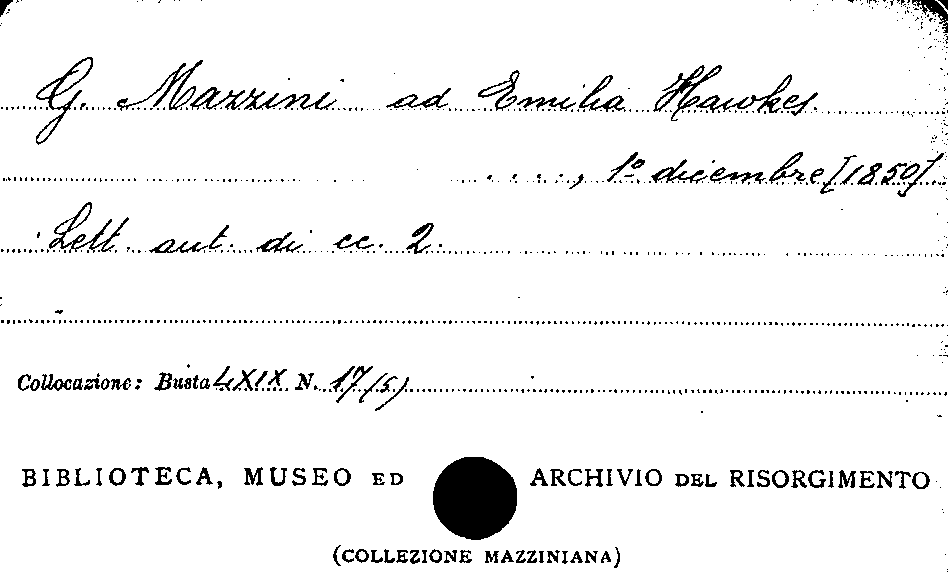 G. Mazzini ad Emilia Hawkes.
....., 1º dicembre [1850]
Lett. aut. di cc. 2.
Collocazione: Busta LXIX N. 17/(5)
BIBLIOTECA, MUSEO ED ARCHIVIO DEL RISORGIMENTO
(COLLEZIONE MAZZINIANA)